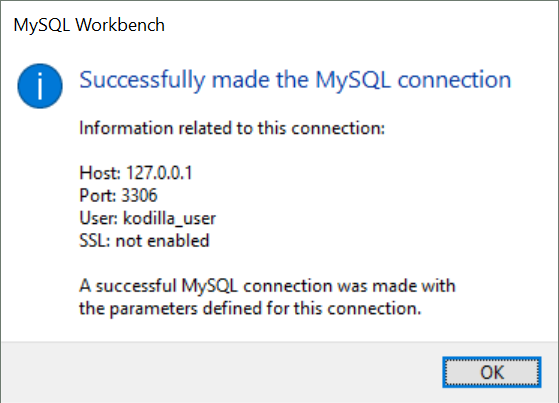 MySQL Workbench
Successfully made the MySQL connection
Information related to this connection:
Host: 127.0.0.1
Port: 3306
User: kodilla_user
SSL: not enabled
A successful MySQL connection was made with
the parameters defined for this connection.
OK